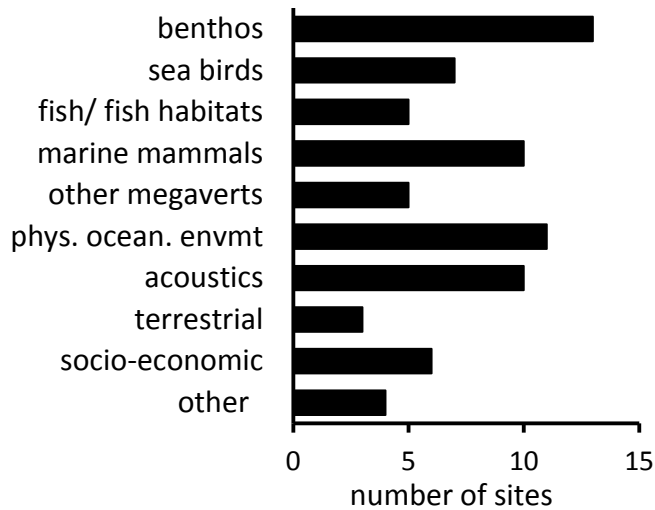 benthos
sea birds
fish/ fish habitats
marine mammals
other megaverts
phys. ocean. envmt
acoustics
terrestrial
socio-economic
other
0 5 10 15
number of sites